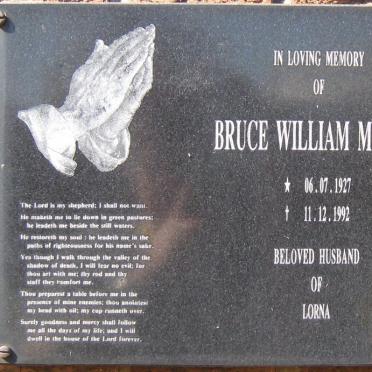 The Lord is my shepherd; I shall not want.
He maketh me to lie down in green pastures:
he leadeth me beside the still waters.
He restoreth my soul : he leadeth me in the
paths of righteousness for his name's sake.
Yea though I walk through the valley of the
shadow of death, I will fear no evil; for
thou art with me; thy rod and thy
staff they comfort me.
Thou preparest a table before me in the
presence of mine enemies; thou anointest
my head with oil; my cup runneth over.
Surely goodness and mercy shall follow
me all the days of my life; and I will
dwell in the house of the Lord forever.
IN LOVING MEMORY
OF
BRUCE WILLIAM M
★ 06.07.1927
† 11.12.1992
BELOVED HUSBAND
OF
LORNA